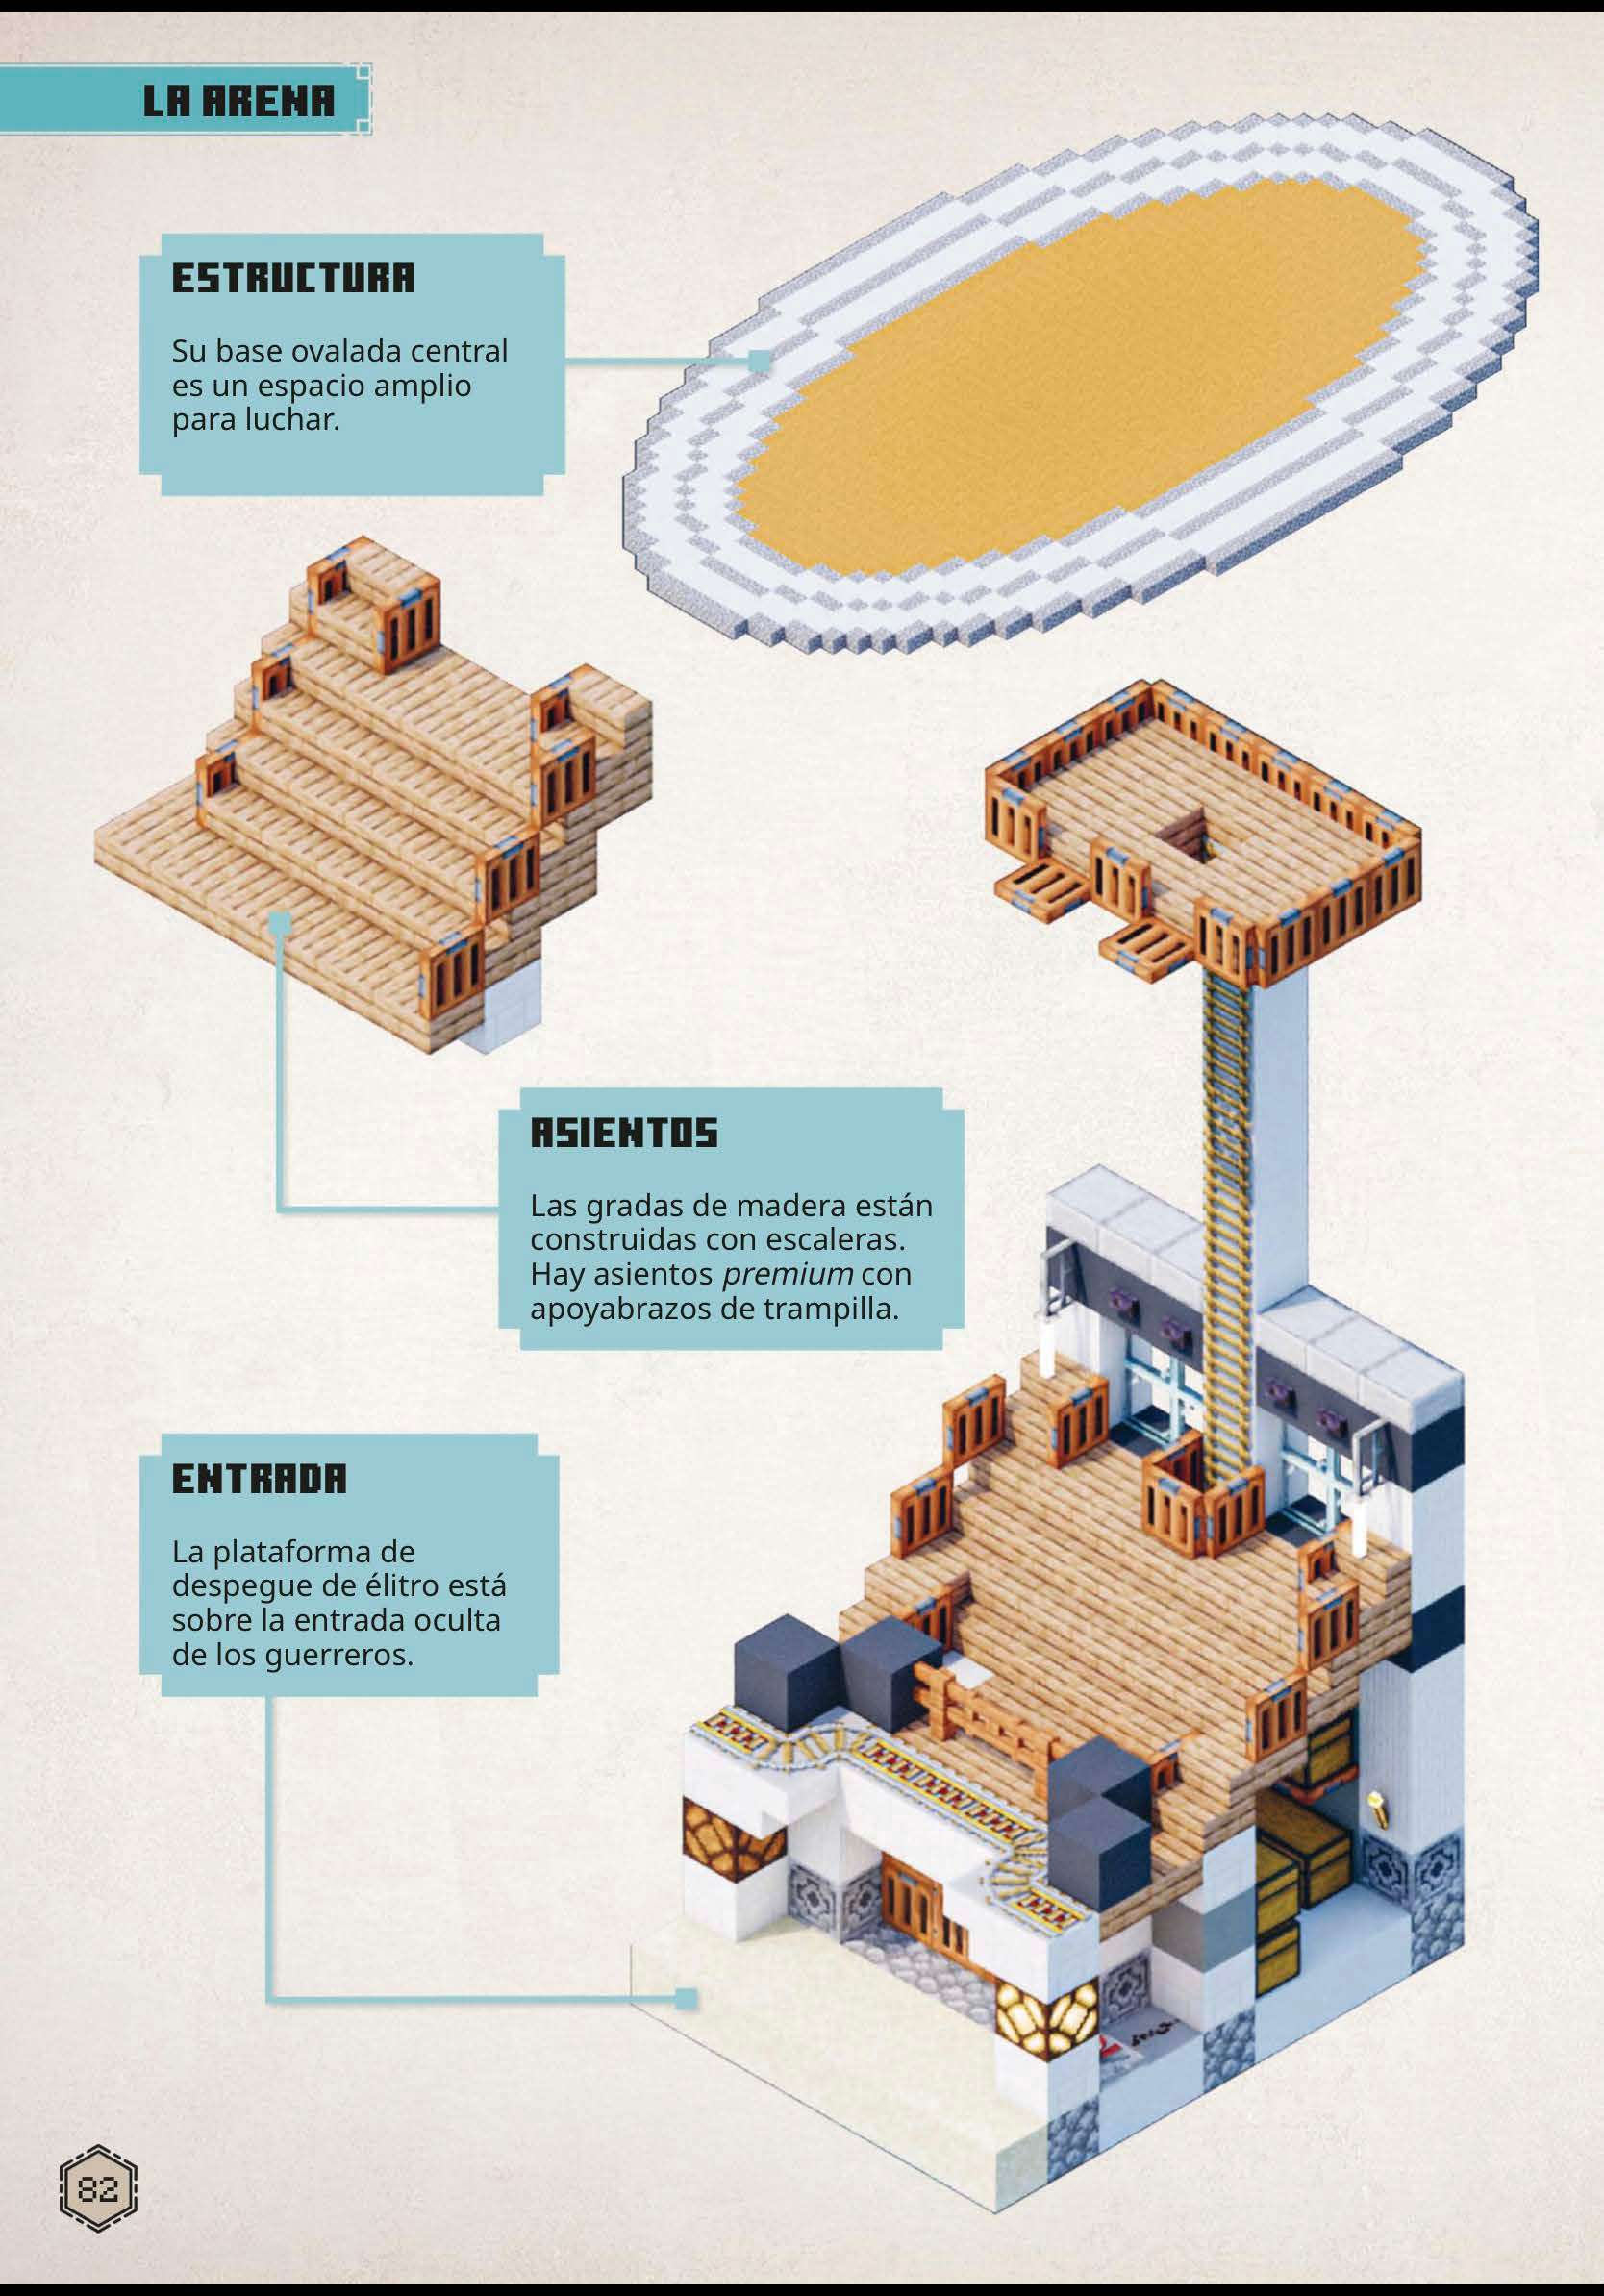 LA ARENA
ESTRUCTURA
Su base ovalada central
es un espacio amplio
para luchar.
ASIENTOS
Las gradas de madera están
construidas con escaleras.
Hay asientos premium con
apoyabrazos de trampilla.
ENTRADA
La plataforma de
despegue de élitro está
sobre la entrada oculta
de los guerreros.
82